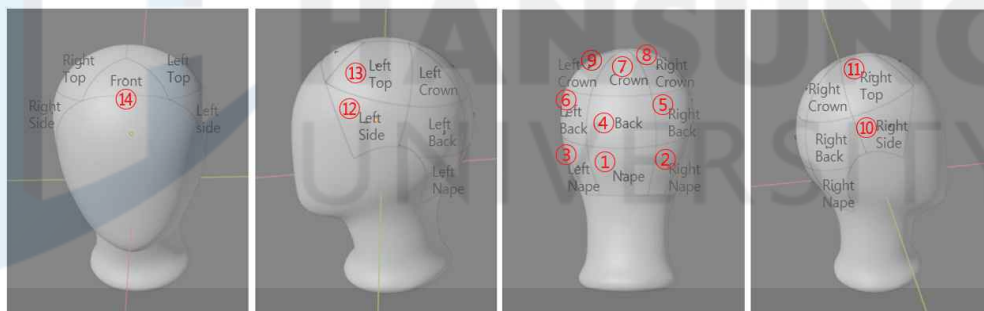 HANSUNG
UNIVERSITY
Right
Top
Left
Top
Front
⑭
Right
Side
Left
side
⑬
Left
Top
Left
Crown
⑫
Left
Side
Left
Back
Left
Nape
⑨
Left
Crown
⑦
Crown
⑧
Right
Crown
⑥
Left
Back
④ Back
⑤
Right
Back
③
Left
Nape
①
Nape
②
Right
Nape
⑪
Right
Top
Right
Crown
⑩ Right
Side
Right
Back
Right
Nape